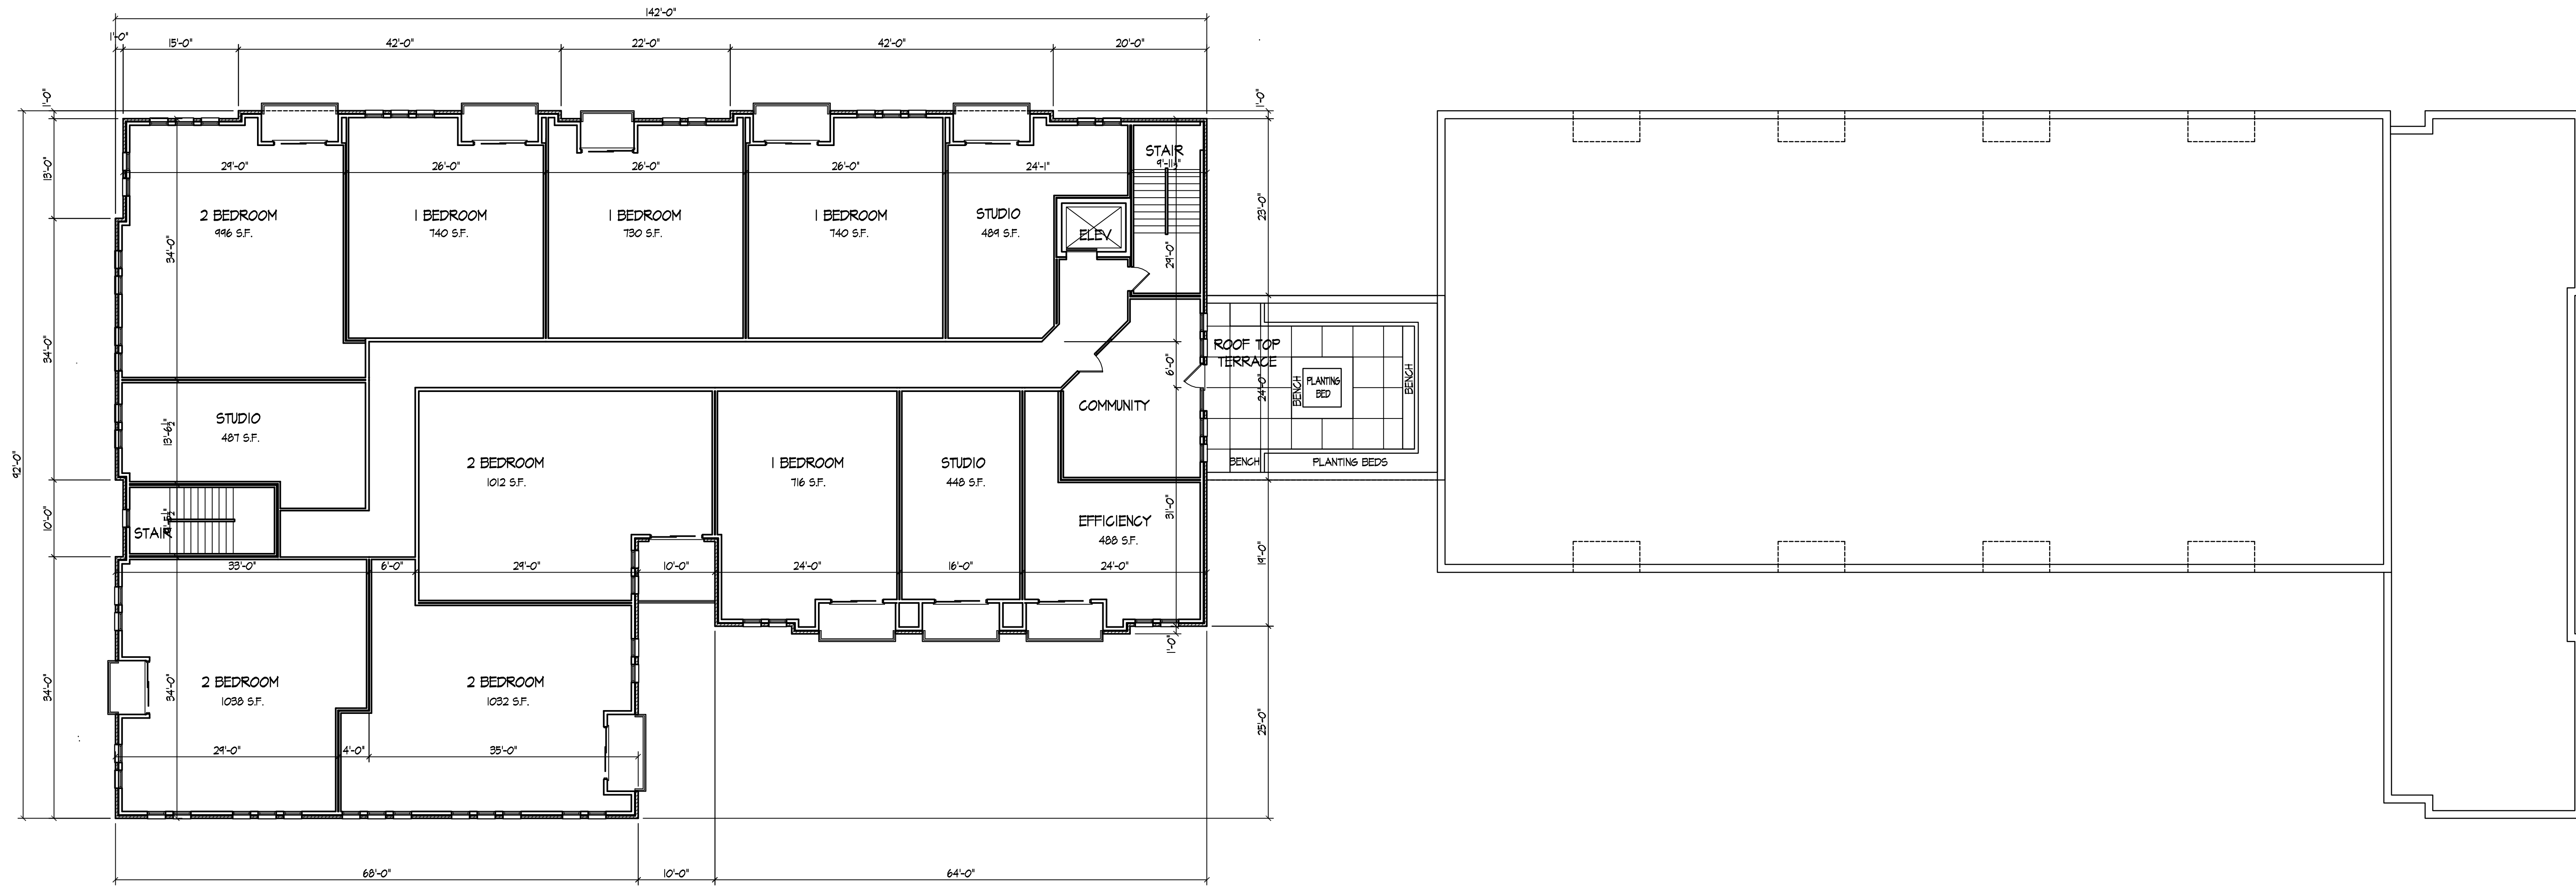 142'-0"
1'-0"
15'-0"
42'-0"
22'-0"
42'-0"
20'-0"
1'-0"
1'-0"
92'-0"
13'-0"
34'-0"
10'-0"
34'-0"
29'-0"
26'-0"
26'-0"
26'-0"
24'-1"
STAIR
2 BEDROOM
996 S.F.
1 BEDROOM
740 S.F.
1 BEDROOM
730 S.F.
1 BEDROOM
740 S.F.
STUDIO
489 S.F.
ELEV
34'-0"
29'-0"
23'-0"
ROOF TOP
TERRACE
6'-0"
24'-0"
BENCH
PLANTING
BED
BENCH
BENCH
PLANTING BEDS
COMMUNITY
STUDIO
487 S.F.
13'-6½"
STAIR
2 BEDROOM
1012 S.F.
1 BEDROOM
716 S.F.
STUDIO
448 S.F.
EFFICIENCY
488 S.F.
31'-0"
19'-0"
33'-0"
6'-0"
29'-0"
10'-0"
24'-0"
16'-0"
24'-0"
1'-0"
2 BEDROOM
1038 S.F.
34'-0"
2 BEDROOM
1032 S.F.
25'-0"
29'-0"
4'-0"
35'-0"
68'-0"
10'-0"
64'-0"